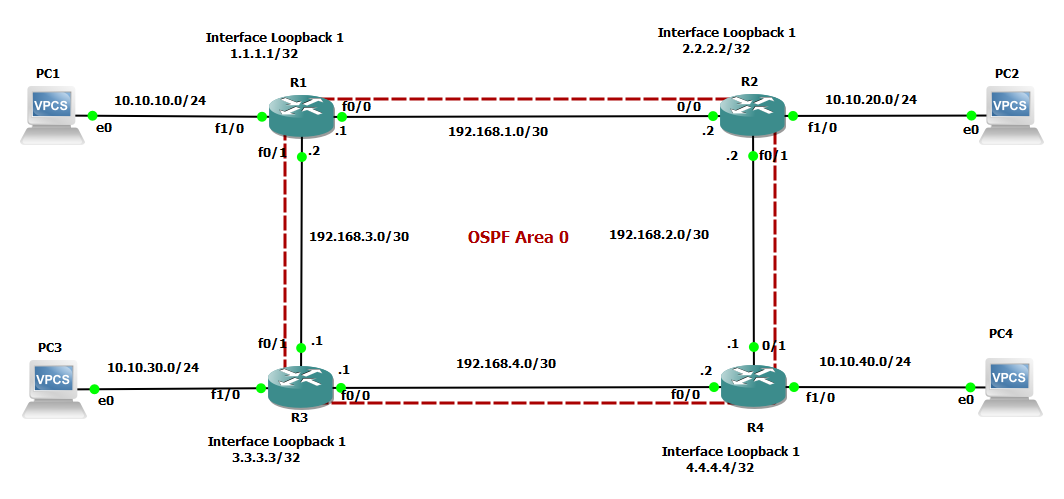 Interface Loopback 1
1.1.1.1/32
Interface Loopback 1
2.2.2.2/32
PC1
VPCS
e0
10.10.10.0/24
f1/0
R1
f0/0
.1
192.168.1.0/30
0/0
.2
R2
10.10.20.0/24
f1/0
PC2
VPCS
e0
f0/1
.2
.2
f0/1
192.168.3.0/30
OSPF Area 0
192.168.2.0/30
f0/1
.1
.1
0/1
PC3
VPCS
e0
10.10.30.0/24
f1/0
R3
.1
f0/0
192.168.4.0/30
.2
f0/0
R4
10.10.40.0/24
f1/0
PC4
VPCS
e0
Interface Loopback 1
3.3.3.3/32
Interface Loopback 1
4.4.4.4/32